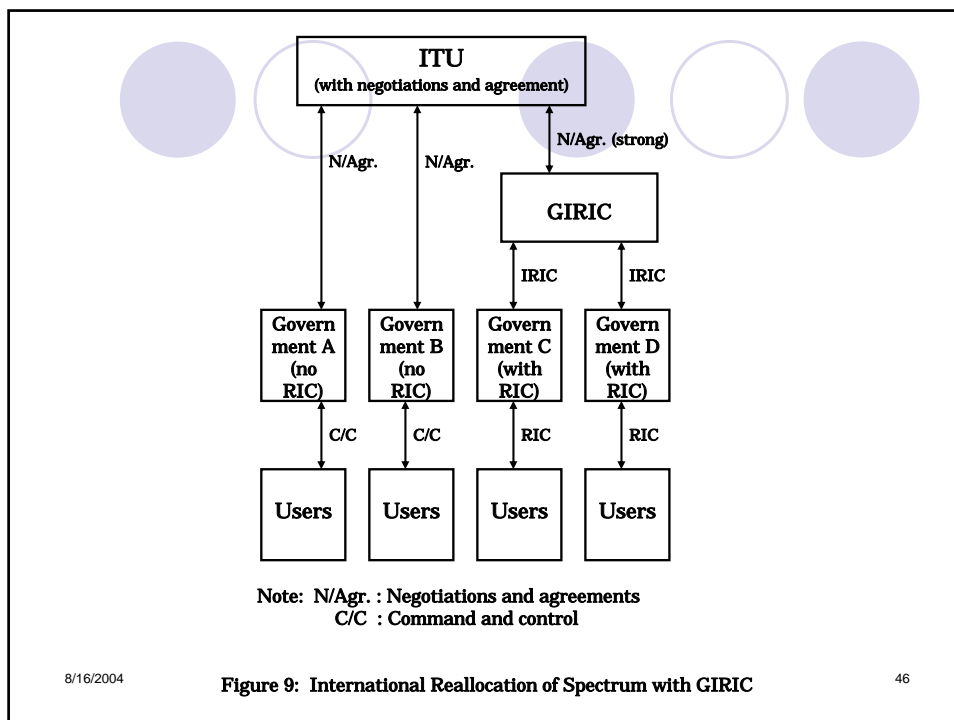 ITU
(with negotiations and agreement)
N/Agr.
N/Agr.
N/Agr. (strong)
GIRIC
IRIC
IRIC
Govern
ment A
(no
RIC)
Govern
ment B
(no
RIC)
Govern
ment C
(with
RIC)
Govern
ment D
(with
RIC)
C/C
C/C
RIC
RIC
Users
Users
Users
Users
Note: N/Agr. : Negotiations and agreements
C/C : Command and control
8/16/2004
Figure 9: International Reallocation of Spectrum with GIRIC
46